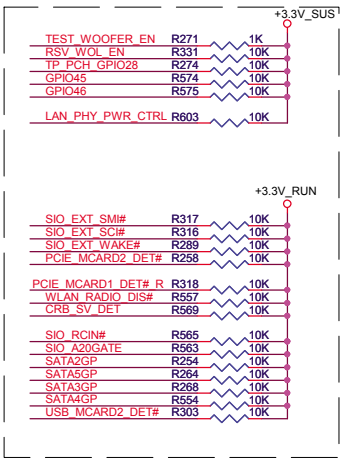 +3.3V_SUS
TEST_WOOFER_EN R271 1K
RSV_WOL_EN R331 10K
TP_PCH_GPIO28 R274 10K
GPIO45 R574 10K
GPIO46 R575 10K
LAN_PHY_PWR_CTRL R603 10K
+3.3V_RUN
SIO_EXT_SMI# R317 10K
SIO_EXT_SCI# R316 10K
SIO_EXT_WAKE# R289 10K
PCIE_MCARD2_DET# R258 10K
PCIE_MCARD1_DET#_R R318 10K
WLAN_RADIO_DIS# R557 10K
CRB_SV_DET R569 10K
SIO_RCIN# R565 10K
SIO_A20GATE R563 10K
SATA2GP R254 10K
SATA5GP R264 10K
SATA3GP R268 10K
SATA4GP R554 10K
USB_MCARD2_DET# R303 10K